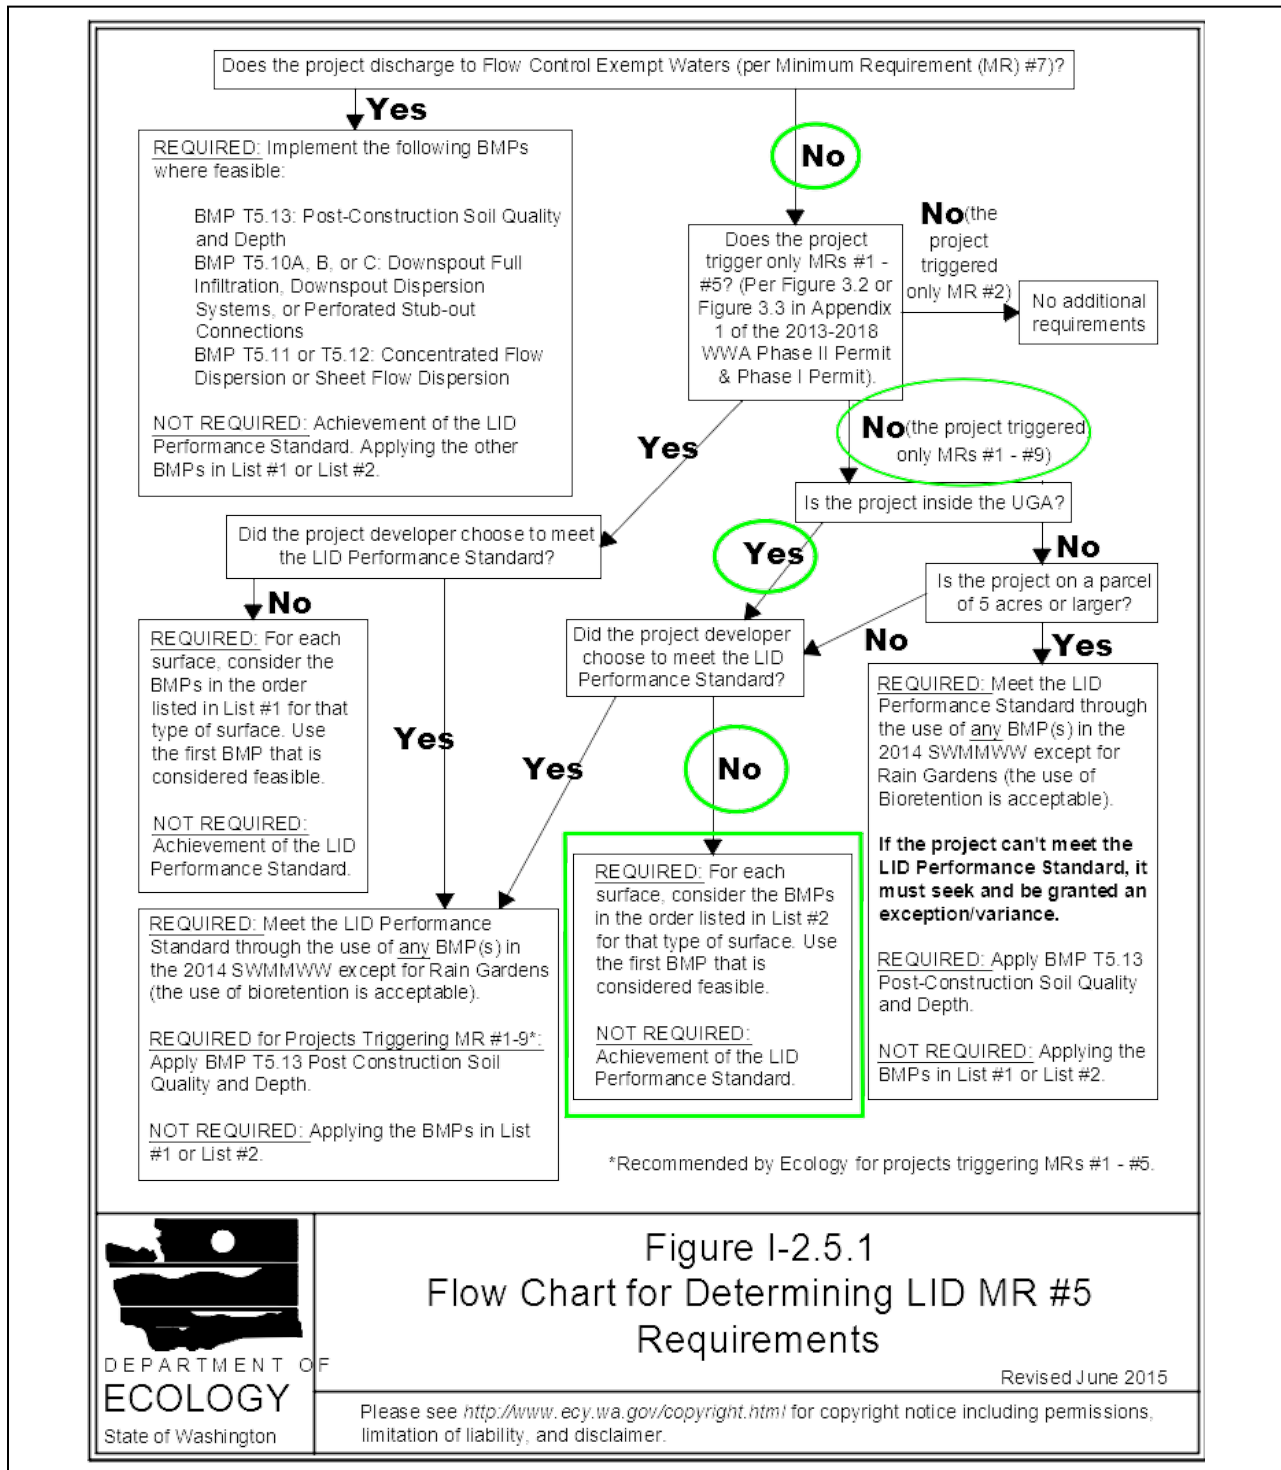 Does the project discharge to Flow Control Exempt Waters (per Minimum Requirement (MR) #7)?
Yes
REQUIRED: Implement the following BMPs
where feasible:
BMP T5.13: Post-Construction Soil Quality
and Depth
BMP T5.10A, B, or C: Downspout Full
Infiltration, Downspout Dispersion
Systems, or Perforated Stub-out
Connections
BMP T5.11 or T5.12: Concentrated Flow
Dispersion or Sheet Flow Dispersion
NOT REQUIRED: Achievement of the LID
Performance Standard. Applying the other
BMPs in List #1 or List #2.
No
Does the project
trigger only MRs #1 -
#5? (Per Figure 3.2 or
Figure 3.3 in Appendix
1 of the 2013-2018
WWA Phase II Permit
& Phase I Permit).
No (the
project
triggered
only MR #2)
No additional
requirements
Yes
No (the project triggered
only MRs #1 - #9)
Is the project inside the UGA?
Did the project developer choose to meet
the LID Performance Standard?
Yes
No
Is the project on a parcel
of 5 acres or larger?
No
REQUIRED: For each
surface, consider the
BMPs in the order
listed in List #1 for that
type of surface. Use
the first BMP that is
considered feasible.
NOT REQUIRED:
Achievement of the LID
Performance Standard.
Yes
Did the project developer
choose to meet the LID
Performance Standard?
No
Yes
Yes
No
REQUIRED: Meet the LID
Performance Standard through
the use of any BMP(s) in the
2014 SWMMWW except for
Rain Gardens (the use of
Bioretention is acceptable).
If the project can't meet the
LID Performance Standard, it
must seek and be granted an
exception/variance.
REQUIRED: Apply BMP T5.13
Post-Construction Soil Quality
and Depth.
NOT REQUIRED: Applying the
BMPs in List #1 or List #2.
REQUIRED: Meet the LID Performance
Standard through the use of any BMP(s) in
the 2014 SWMMWW except for Rain Gardens
(the use of bioretention is acceptable).
REQUIRED for Projects Triggering MR #1-9*:
Apply BMP T5.13 Post Construction Soil
Quality and Depth.
NOT REQUIRED: Applying the BMPs in List
#1 or List #2.
REQUIRED: For each
surface, consider the BMPs
in the order listed in List #2
for that type of surface. Use
the first BMP that is
considered feasible.
NOT REQUIRED:
Achievement of the LID
Performance Standard.
*Recommended by Ecology for projects triggering MRs #1 - #5.
DEPARTMENT OF
ECOLOGY
State of Washington
Figure I-2.5.1
Flow Chart for Determining LID MR #5
Requirements
Revised June 2015
Please see http://www.ecy.wa.gov/copyright.html for copyright notice including permissions,
limitation of liability, and disclaimer.